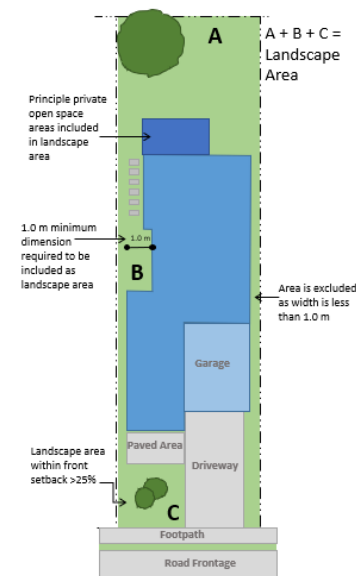 A
A + B + C =
Landscape
Area
Principle private
open space
areas included
in landscape
area
1.0 m minimum
dimension
required to be
included as
landscape area
1.0 m
B
Area is excluded
as width is less
than 1.0 m
Garage
Landscape area
within front
setback >25%
Paved Area
Driveway
C
Footpath
Road Frontage